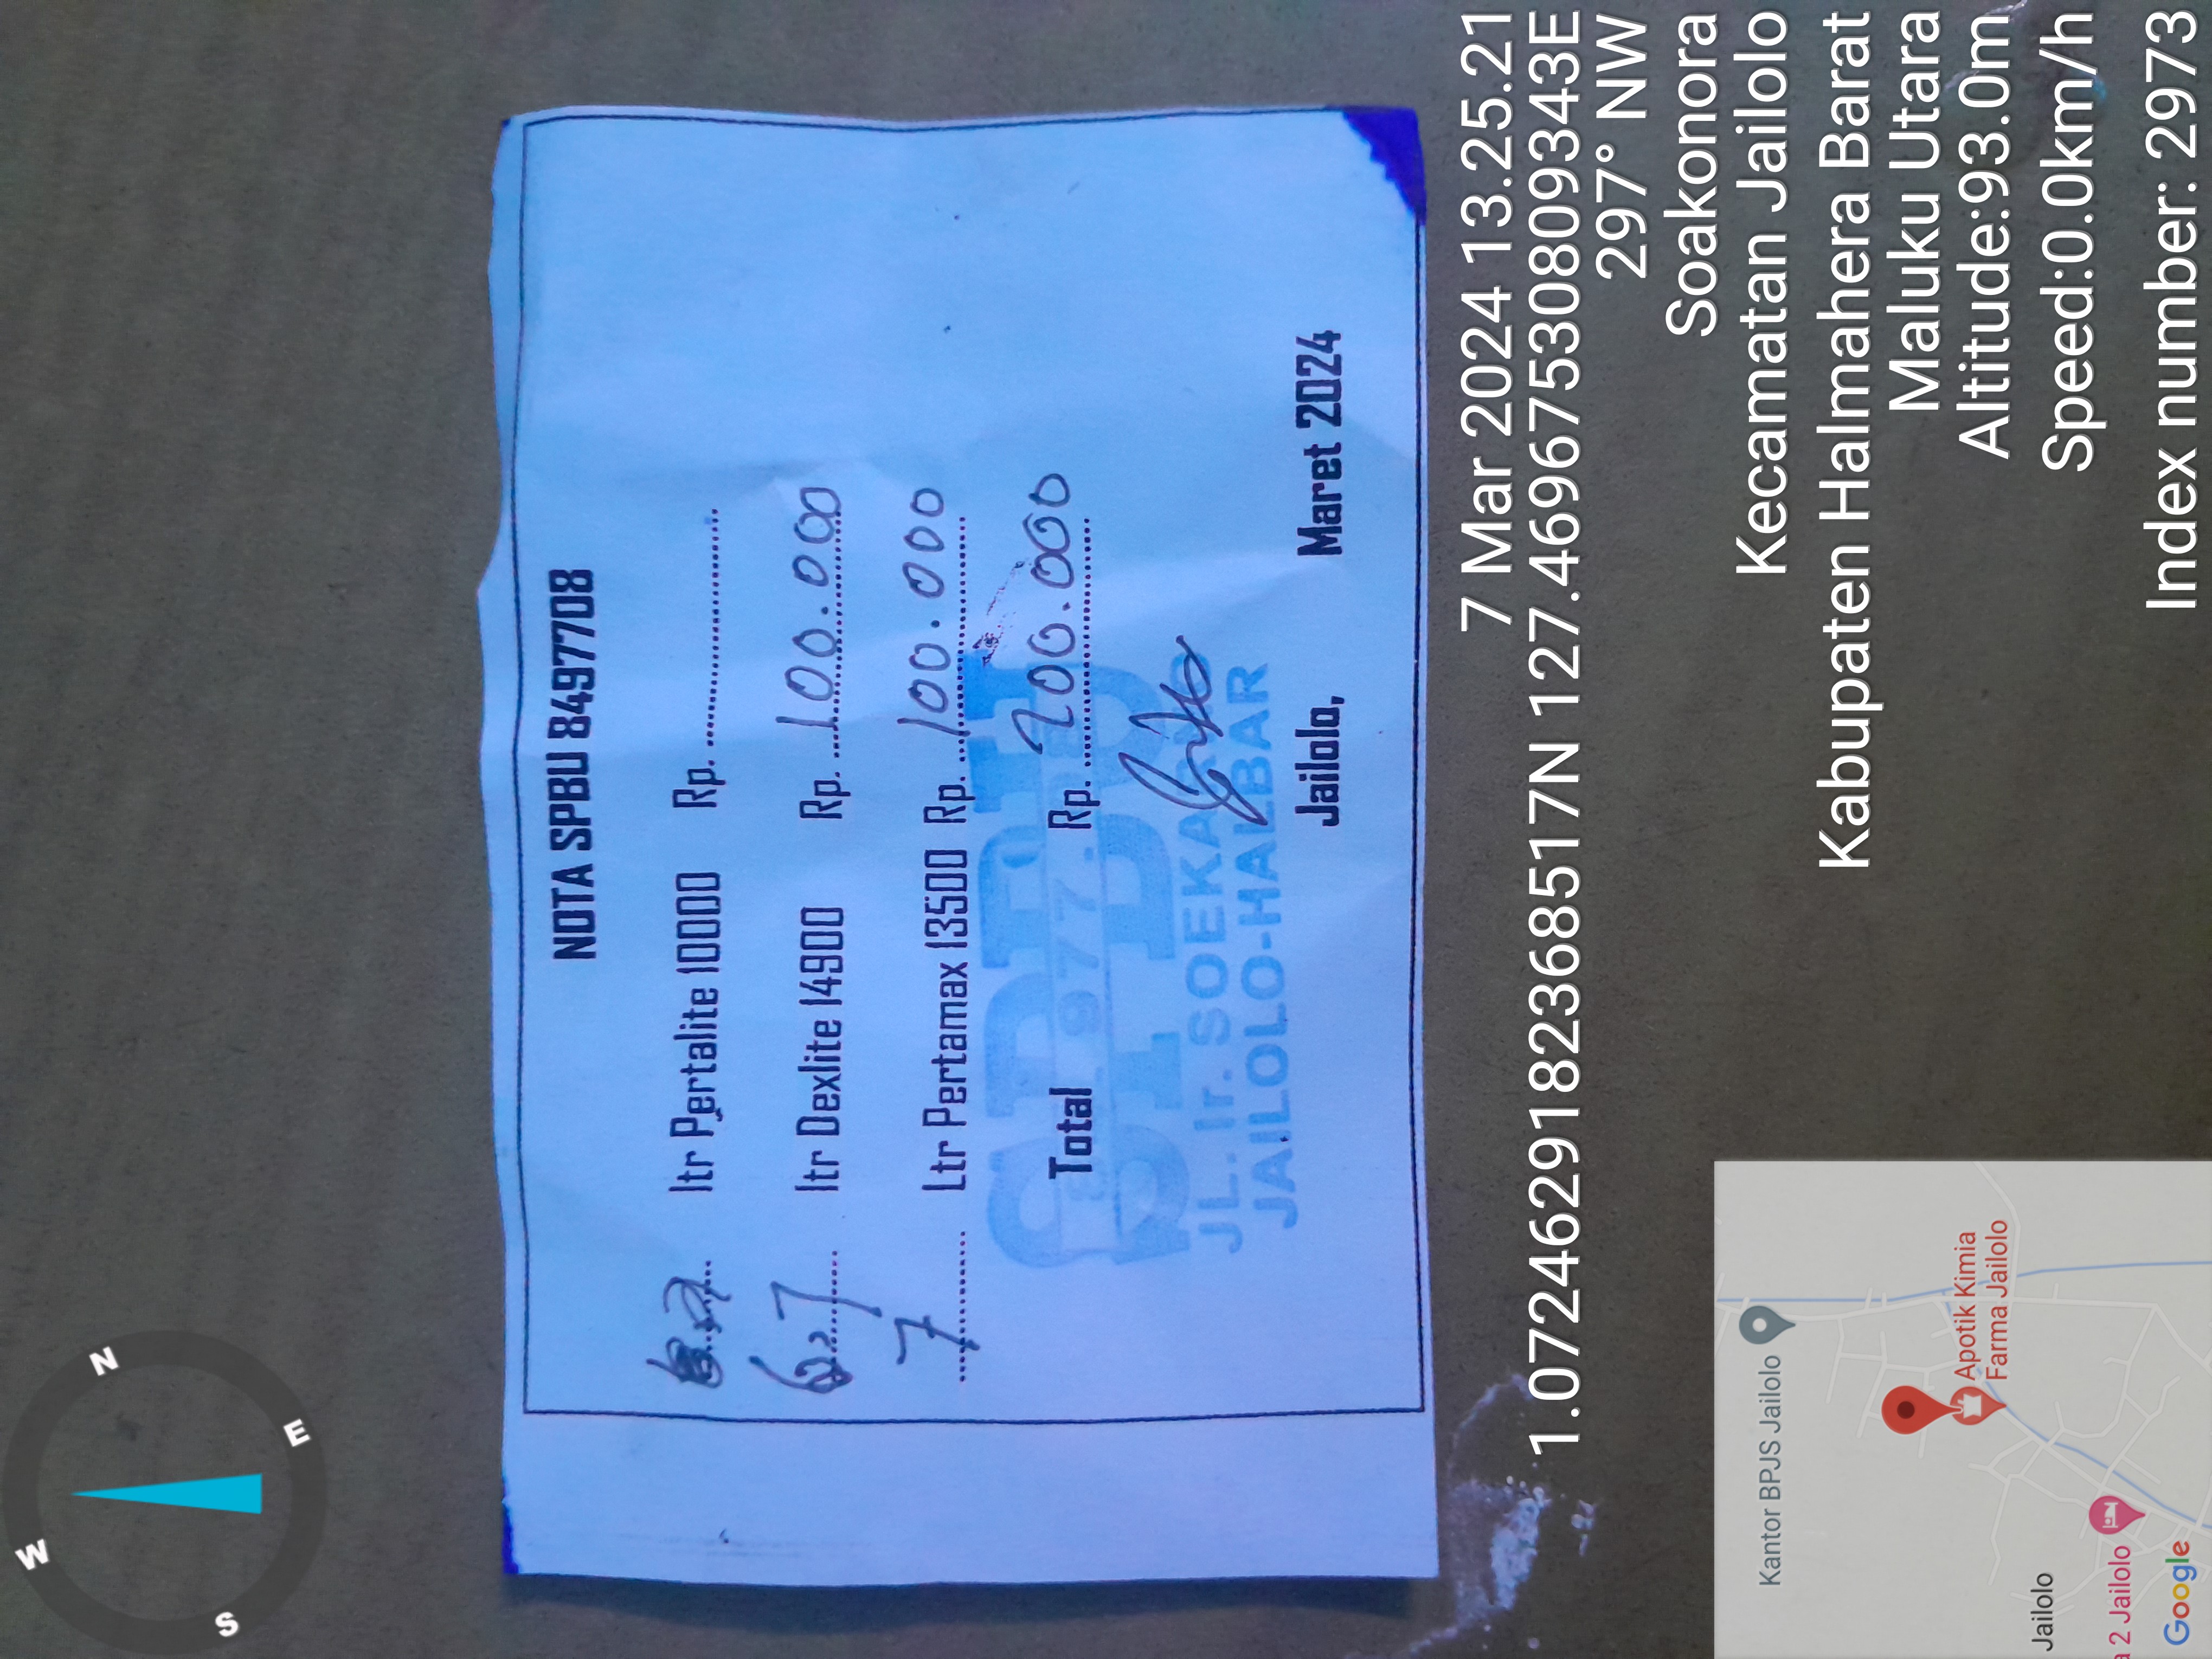 NOTA SPBU 8497708
ltr Pertalite 10000 Rp.
6,7 ltr Dexlite 14900 Rp. 100.000
7 Ltr Pertamax 13500 Rp. 100.000
Total Rp. 200.000
JL. Ir. SOEKARNO
JAILOLO-HALBAR
Jailolo, Maret 2024
7 Mar 2024 13.25.21
1.0724629182368517N 127.46967530809343E
297° NW
Soakonora
Kecamatan Jailolo
Kabupaten Halmahera Barat
Maluku Utara
Altitude:93.0m
Speed:0.0km/h
Index number: 2973
N
E
S
W
Kantor BPJS Jailolo
Apotik Kimia
Farma Jailolo
Jailolo
a 2 Jailolo
Google